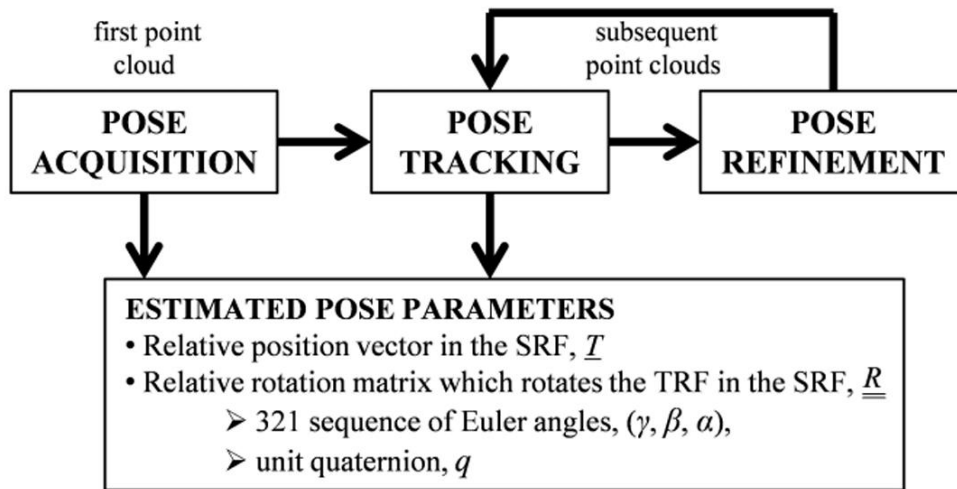 first point
cloud
subsequent
point clouds
POSE
ACQUISITION
POSE
TRACKING
POSE
REFINEMENT
ESTIMATED POSE PARAMETERS
• Relative position vector in the SRF, T
• Relative rotation matrix which rotates the TRF in the SRF, R
➢ 321 sequence of Euler angles, (γ, β, α),
➢ unit quaternion, q